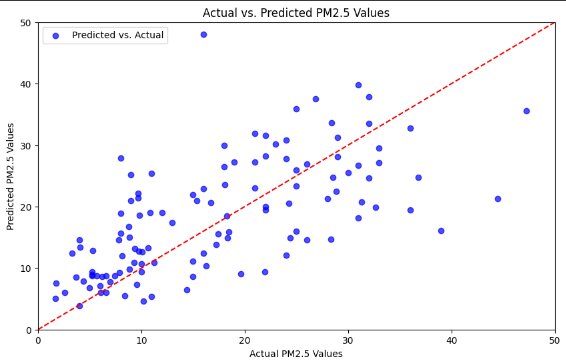 Actual vs. Predicted PM2.5 Values
50
Predicted vs. Actual
40
30
20
10
0
Predicted PM2.5 Values
0 10 20 30 40 50
Actual PM2.5 Values